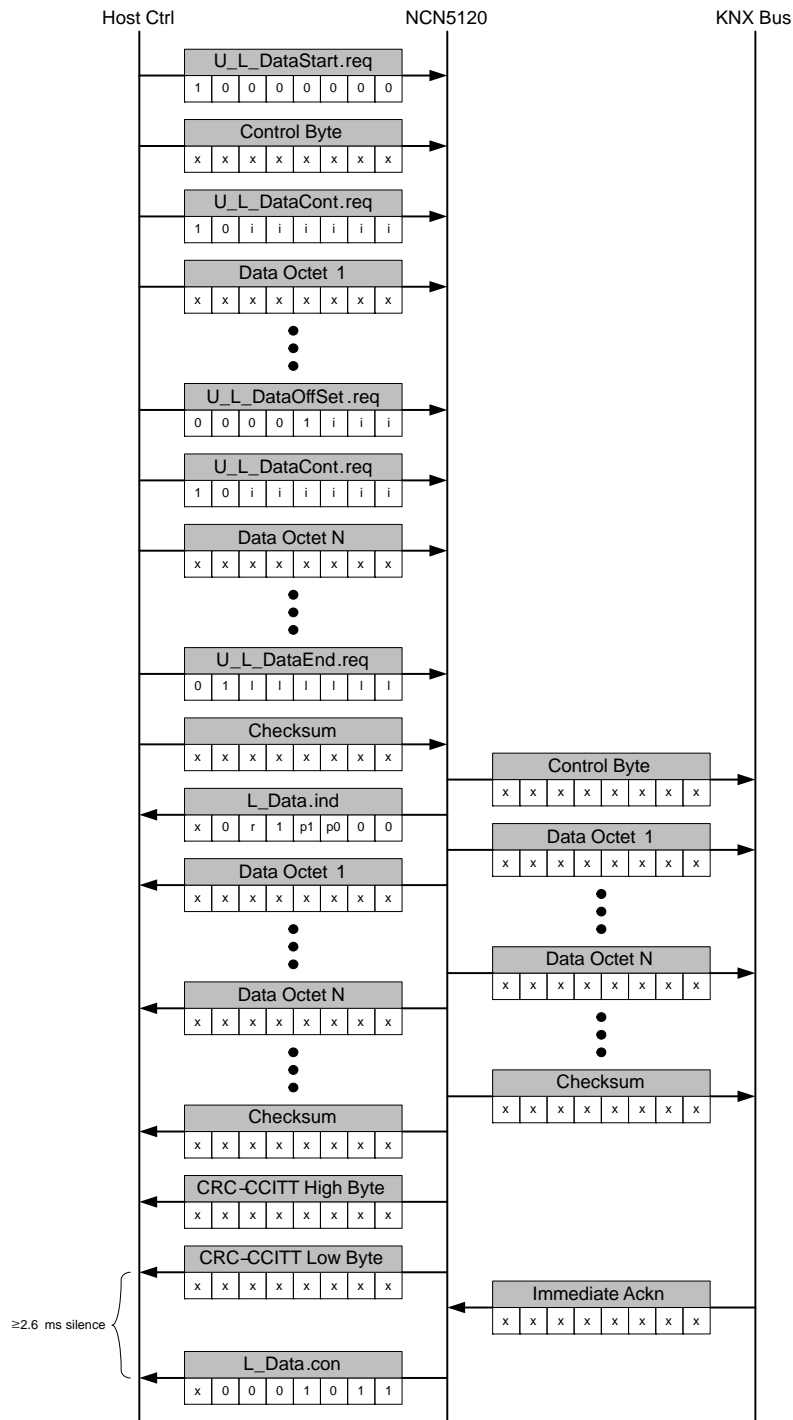 Host Ctrl NCN5120 KNX Bus
U_L_DataStart.req
1 0 0 0 0 0 0 0
Control Byte
x x x x x x x x
U_L_DataCont.req
1 0 i i i i i i
Data Octet 1
x x x x x x x x
U_L_DataOffSet.req
0 0 0 0 1 i i i
U_L_DataCont.req
1 0 i i i i i i
Data Octet N
x x x x x x x x
U_L_DataEnd.req
0 1 l l l l l l
Checksum
x x x x x x x x
Control Byte
x x x x x x x x
L_Data.ind
x 0 r 1 p1 p0 0 0
Data Octet 1
x x x x x x x x
Data Octet 1
x x x x x x x x
Data Octet N
x x x x x x x x
Data Octet N
x x x x x x x x
Checksum
x x x x x x x x
Checksum
x x x x x x x x
CRC-CCITT High Byte
x x x x x x x x
CRC-CCITT Low Byte
x x x x x x x x
Immediate Ackn
x x x x x x x x
≥2.6 ms silence
L_Data.con
x 0 0 0 1 0 1 1